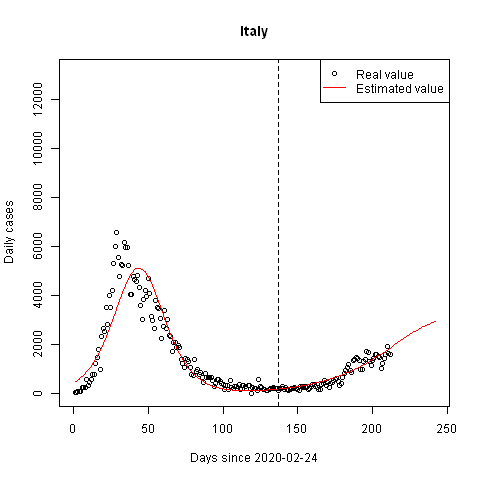 Italy
Real value
Estimated value
Daily cases
12000
10000
8000
6000
4000
2000
0
0 50 100 150 200 250
Days since 2020-02-24